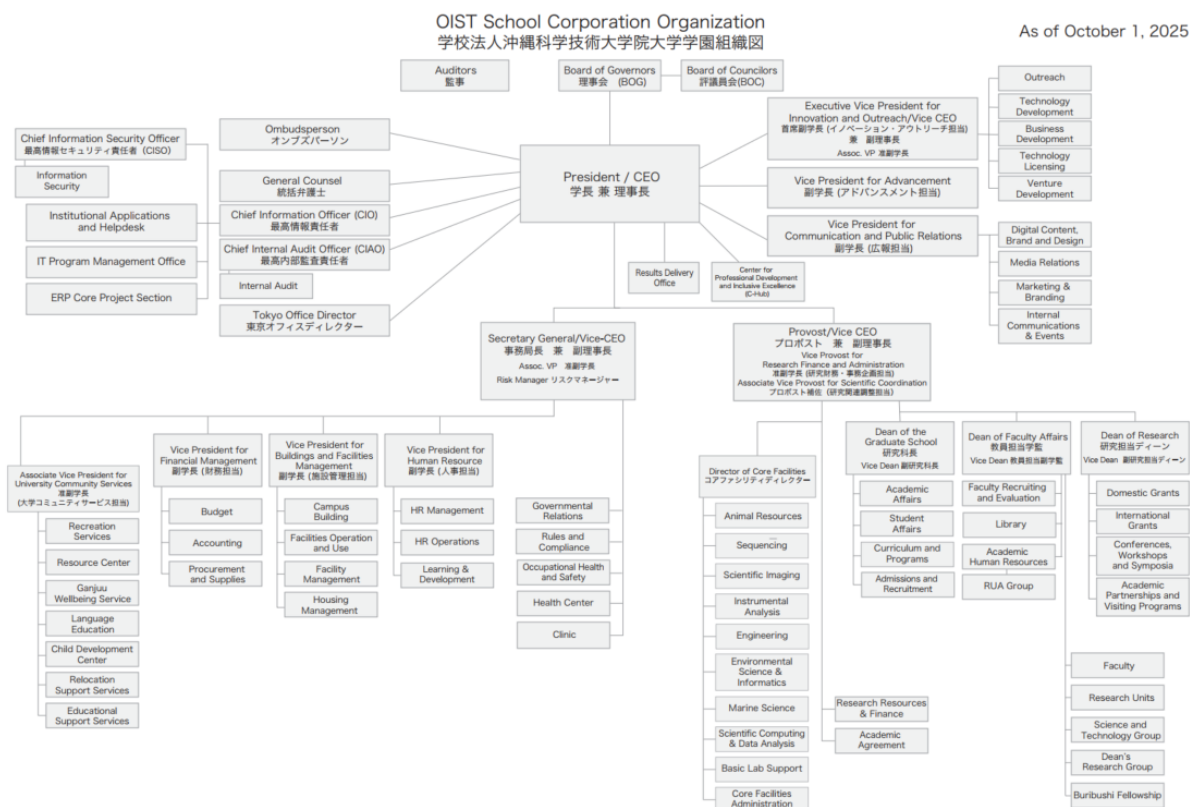 OIST School Corporation Organization
学校法人沖縄科学技術大学院大学学園組織図
As of October 1, 2025
Auditors
監事
Board of Governors
理事会 (BOG)
Board of Councilors
評議員会(BOC)
Ombudsperson
オンブズパーソン
General Counsel
統括弁護士
Chief Information Officer (CIO)
最高情報責任者
Chief Internal Audit Officer (CIAO)
最高内部監査責任者
Internal Audit
Tokyo Office Director
東京オフィスディレクター
Chief Information Security Officer
最高情報セキュリティ責任者 (CISO)
Information
Security
Institutional Applications
and Helpdesk
IT Program Management Office
ERP Core Project Section
President / CEO
学長 兼 理事長
Executive Vice President for
Innovation and Outreach/Vice CEO
首席副学長 (イノベーション・アウトリーチ担当)
兼 副理事長
Assoc. VP 准副学長
Outreach
Technology
Development
Business
Development
Technology
Licensing
Venture
Development
Vice President for Advancement
副学長 (アドバンスメント担当)
Vice President for
Communication and Public Relations
副学長 (広報担当)
Digital Content,
Brand and Design
Media Relations
Marketing &
Branding
Internal
Communications
& Events
Results Delivery
Office
Center for
Professional Development
and Inclusive Excellence
(C-Hub)
Secretary General/Vice-CEO
事務局長 兼 副理事長
Assoc. VP 准副学長
Risk Manager リスクマネージャー
Provost/Vice CEO
プロボスト 兼 副理事長
Vice Provost for
Research Finance and Administration
准副学長 (研究財務・事務企画担当)
Associate Vice Provost for Scientific Coordination
プロボスト補佐 (研究関連調整担当)
Associate Vice President for
University Community Services
准副学長
(大学コミュニティサービス担当)
Recreation
Services
Resource Center
Ganjuu
Wellbeing Service
Language
Education
Child Development
Center
Relocation
Support Services
Educational
Support Services
Vice President for
Financial Management
副学長 (財務担当)
Budget
Accounting
Procurement
and Supplies
Vice President for
Buildings and Facilities
Management
副学長 (施設管理担当)
Campus
Building
Facilities Operation
and Use
Facility
Management
Housing
Management
Vice President for
Human Resource
副学長 (人事担当)
HR Management
HR Operations
Learning &
Development
Governmental
Relations
Rules and
Compliance
Occupational Health
and Safety
Health Center
Clinic
Director of Core Facilities
コアファシリティディレクター
Animal Resources
Sequencing
Scientific Imaging
Instrumental
Analysis
Engineering
Environmental
Science &
Informatics
Marine Science
Scientific Computing
& Data Analysis
Basic Lab Support
Core Facilities
Administration
Research Resources
& Finance
Academic
Agreement
Dean of the
Graduate School
研究科長
Vice Dean 副研究科長
Academic
Affairs
Student
Affairs
Curriculum and
Programs
Admissions and
Recruitment
Dean of Faculty Affairs
教員担当学監
Vice Dean 教員担当副学監
Faculty Recruiting
and Evaluation
Library
Academic
Human Resources
RUA Group
Faculty
Research Units
Science and
Technology Group
Dean's
Research Group
Buribushi Fellowship
Dean of Research
研究担当ディーン
Vice Dean 副研究担当ディーン
Domestic Grants
International
Grants
Conferences,
Workshops
and Symposia
Academic
Partnerships and
Visiting Programs